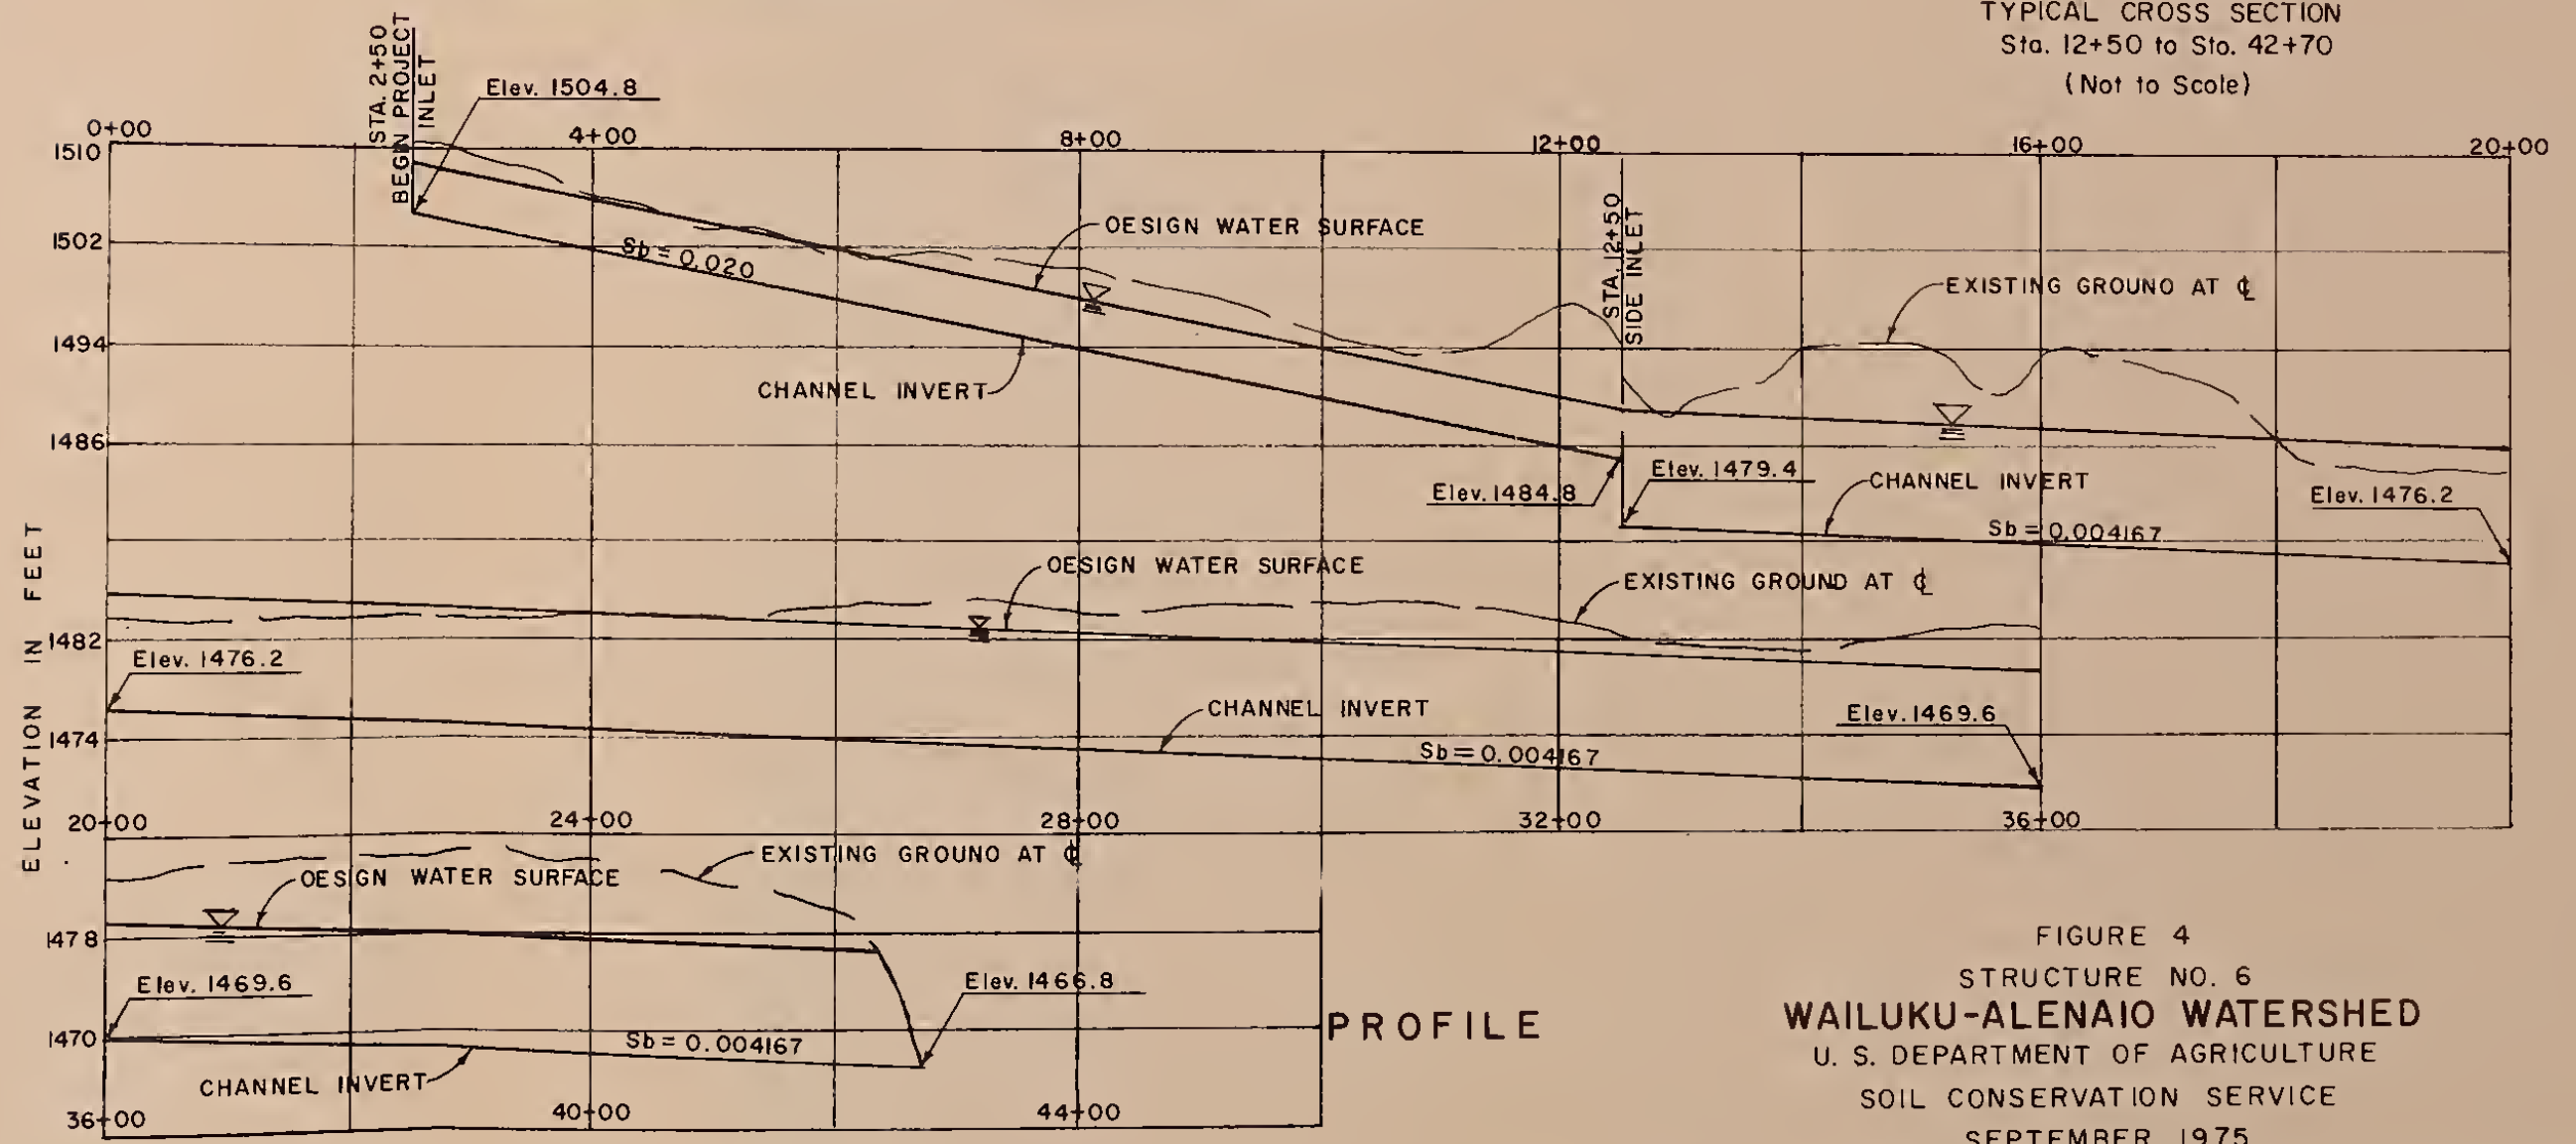 TYPICAL CROSS SECTION
Sta. 12+50 to Sto. 42+70
(Not to Scole)
STA. 2+50
BEGIN PROJECT
INLET
Elev. 1504.8
0+00 4+00 8+00 12+00 16+00 20+00
1510
OESIGN WATER SURFACE
STA. 12+50
SIDE INLET
1502
Sb = 0.020
EXISTING GROUNO AT ℄
1494
CHANNEL INVERT
1486
Elev. 1484.8
Elev. 1479.4
CHANNEL INVERT
Elev. 1476.2
Sb = 0.004167
ELEVATION IN FEET
OESIGN WATER SURFACE
EXISTING GROUND AT ℄
1482
Elev. 1476.2
CHANNEL INVERT
Elev. 1469.6
1474
Sb = 0.004167
20+00 24+00 28+00 32+00 36+00
EXISTING GROUNO AT ℄
OESIGN WATER SURFACE
1478
Elev. 1469.6
Elev. 1466.8
1470
Sb = 0.004167
CHANNEL INVERT
36+00 40+00 44+00
PROFILE
FIGURE 4
STRUCTURE NO. 6
WAILUKU-ALENAIO WATERSHED
U. S. DEPARTMENT OF AGRICULTURE
SOIL CONSERVATION SERVICE
SEPTEMBER 1975